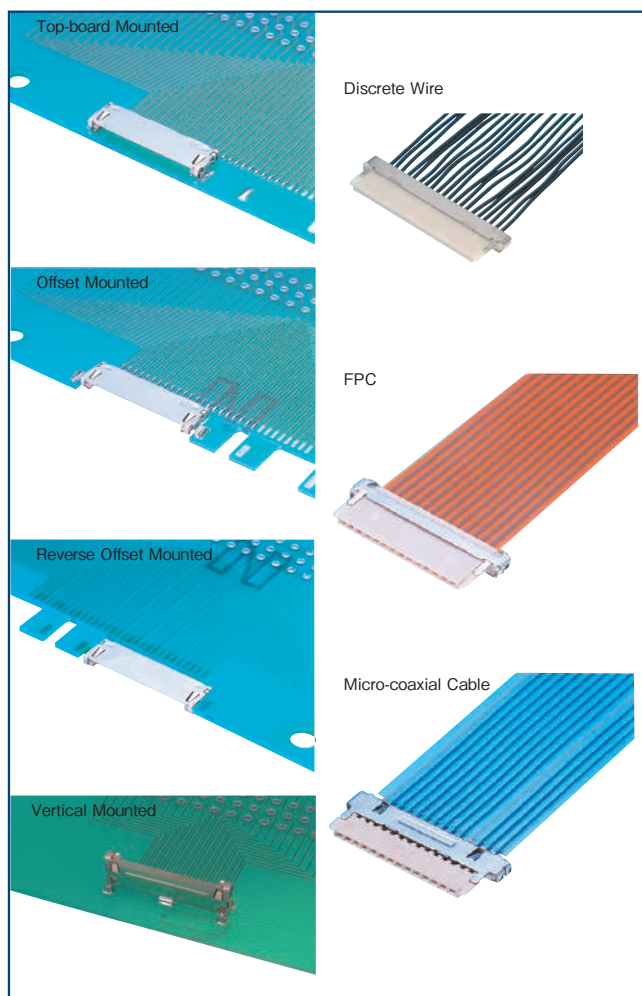 Top-board Mounted
Discrete Wire
Offset Mounted
FPC
Reverse Offset Mounted
Micro-coaxial Cable
Vertical Mounted